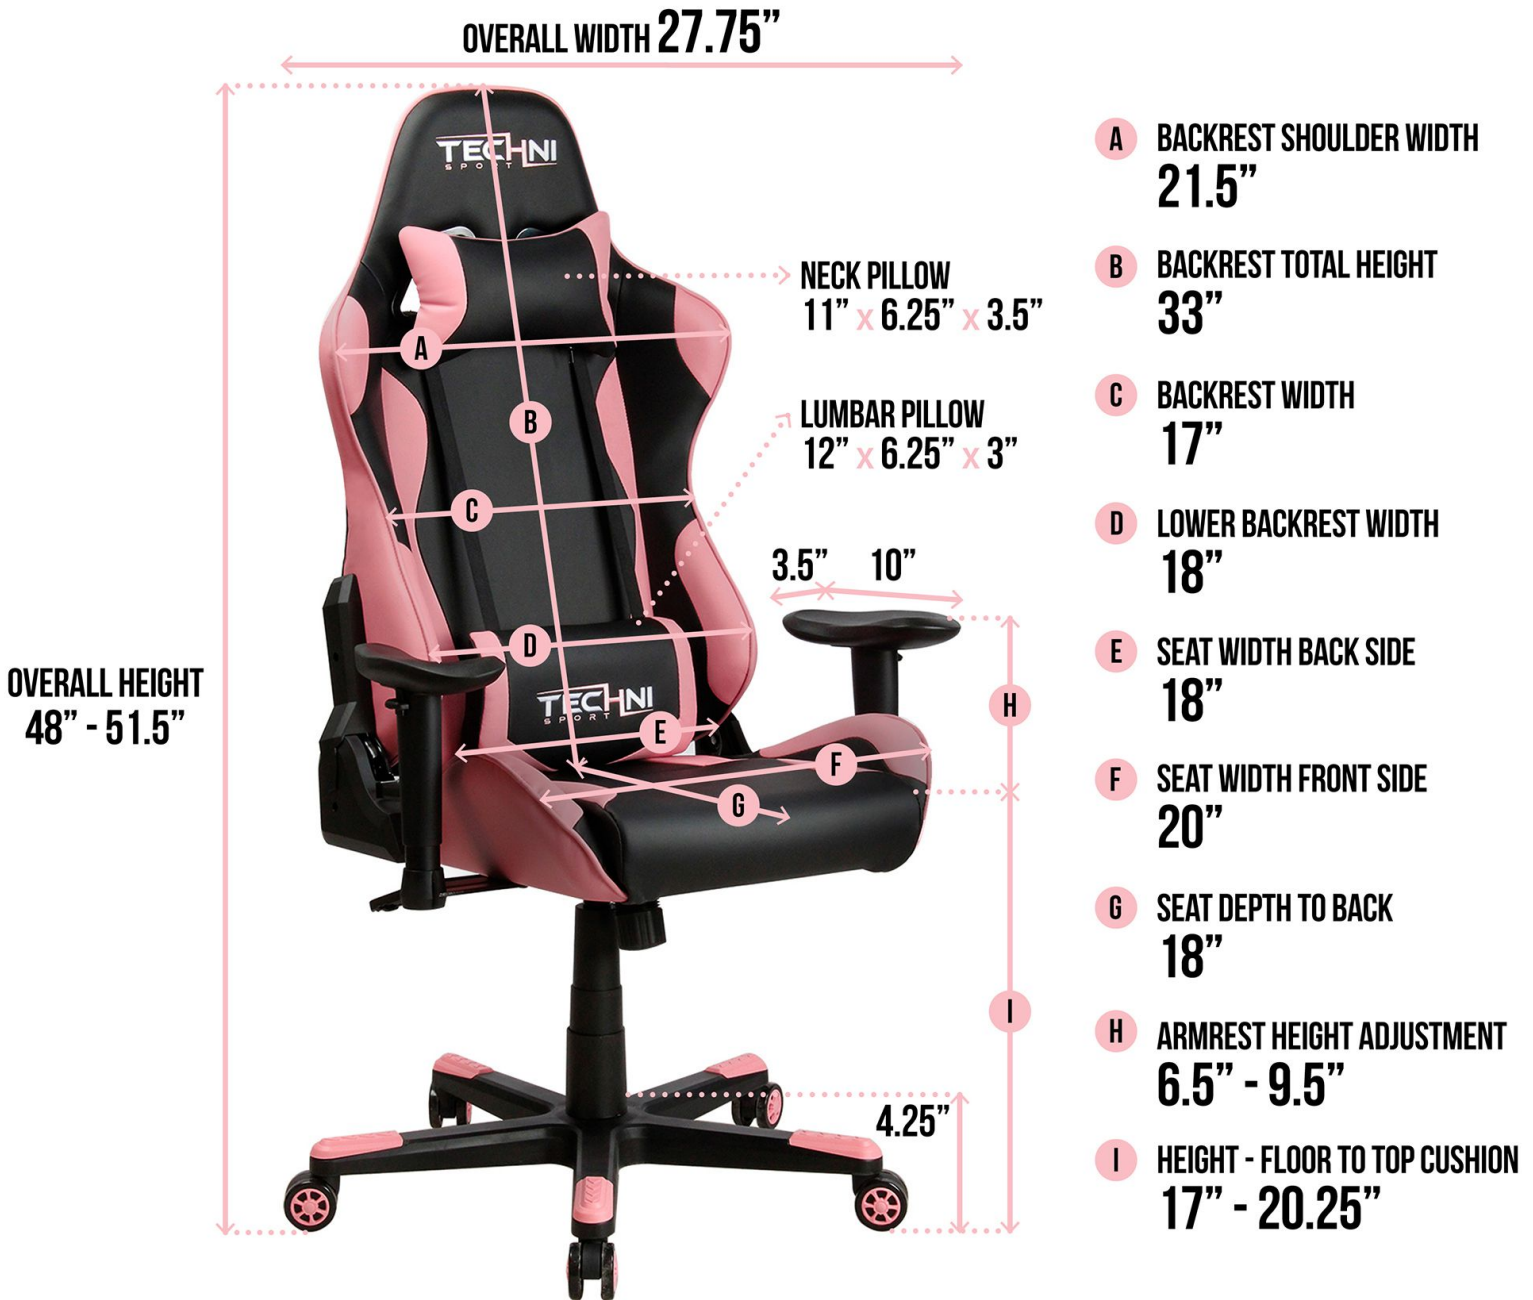 OVERALL WIDTH 27.75”
TECHNI
SPORT
NECK PILLOW
11” x 6.25” x 3.5”
A
B
LUMBAR PILLOW
12” x 6.25” x 3”
C
3.5” 10”
D
TECHNI
SPORT
E
F
G
H
I
OVERALL HEIGHT
48” - 51.5”
4.25”
A BACKREST SHOULDER WIDTH
21.5”
B BACKREST TOTAL HEIGHT
33”
C BACKREST WIDTH
17”
D LOWER BACKREST WIDTH
18”
E SEAT WIDTH BACK SIDE
18”
F SEAT WIDTH FRONT SIDE
20”
G SEAT DEPTH TO BACK
18”
H ARMREST HEIGHT ADJUSTMENT
6.5” - 9.5”
I HEIGHT - FLOOR TO TOP CUSHION
17” - 20.25”